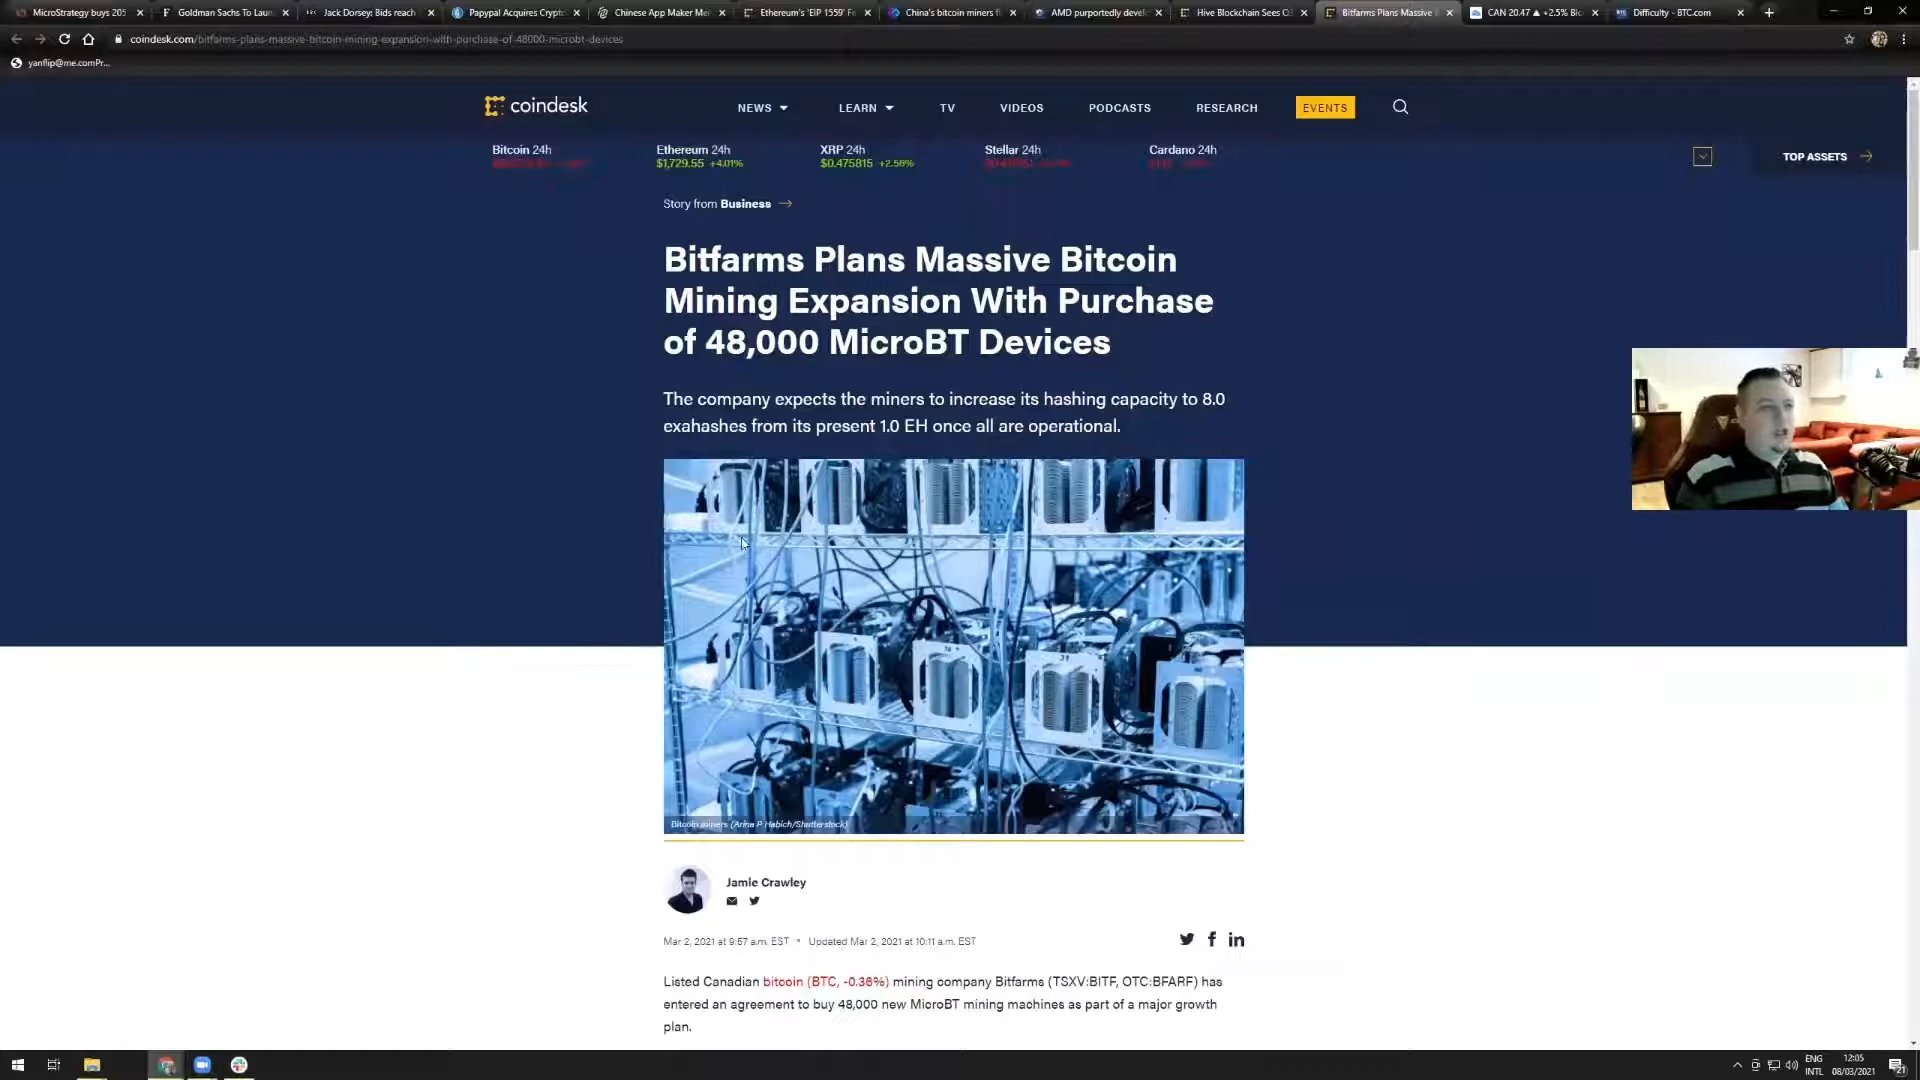 MicroStrategy buys 205
Goldman Sachs To Laun
Jack Dorsey: Bids reach
Papypal Acquires Crypto
Chinese App Maker Mei
Ethereum's 'EIP 1559' Fe
China's bitcoin miners f
AMD purportedly devel
Hive Blockchain Sees O.
Bitfarms Plans Massive
CAN 20.47 ▲ +2.5% Bi
Difficulty - BTC.com
coindesk.com/bitfarms-plans-massive-bitcoin-mining-expansion-with-purchase-of-48000-microbt-devices
yanflip@me.comPr...
coindesk
NEWS LEARN TV VIDEOS PODCASTS RESEARCH EVENTS
Bitcoin 24h
Ethereum 24h
$1,729.55 +4.01%
XRP 24h
$0.475815 +2.56%
Stellar 24h
Cardano 24h
TOP ASSETS
Story from Business
Bitfarms Plans Massive Bitcoin
Mining Expansion With Purchase
of 48,000 MicroBT Devices
The company expects the miners to increase its hashing capacity to 8.0
exahashes from its present 1.0 EH once all are operational.
Bitcoin miners (Arina P Habich/Shutterstock)
Jamie Crawley
Mar 2, 2021 at 9:57 a.m. EST • Updated Mar 2, 2021 at 10:11 a.m. EST
Listed Canadian bitcoin (BTC, -0.36%) mining company Bitfarms (TSXV:BITF, OTC:BFARF) has
entered an agreement to buy 48,000 new MicroBT mining machines as part of a major growth
plan.
ENG
INTL
12:05
08/03/2021
21